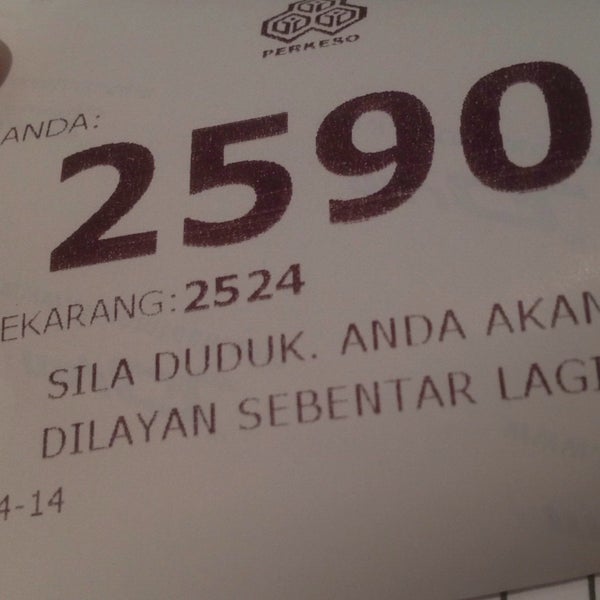 PERKESO
ANDA:
2590
EKARANG:2524
SILA DUDUK. ANDA AKAN
DILAYAN SEBENTAR LAGI
4-14